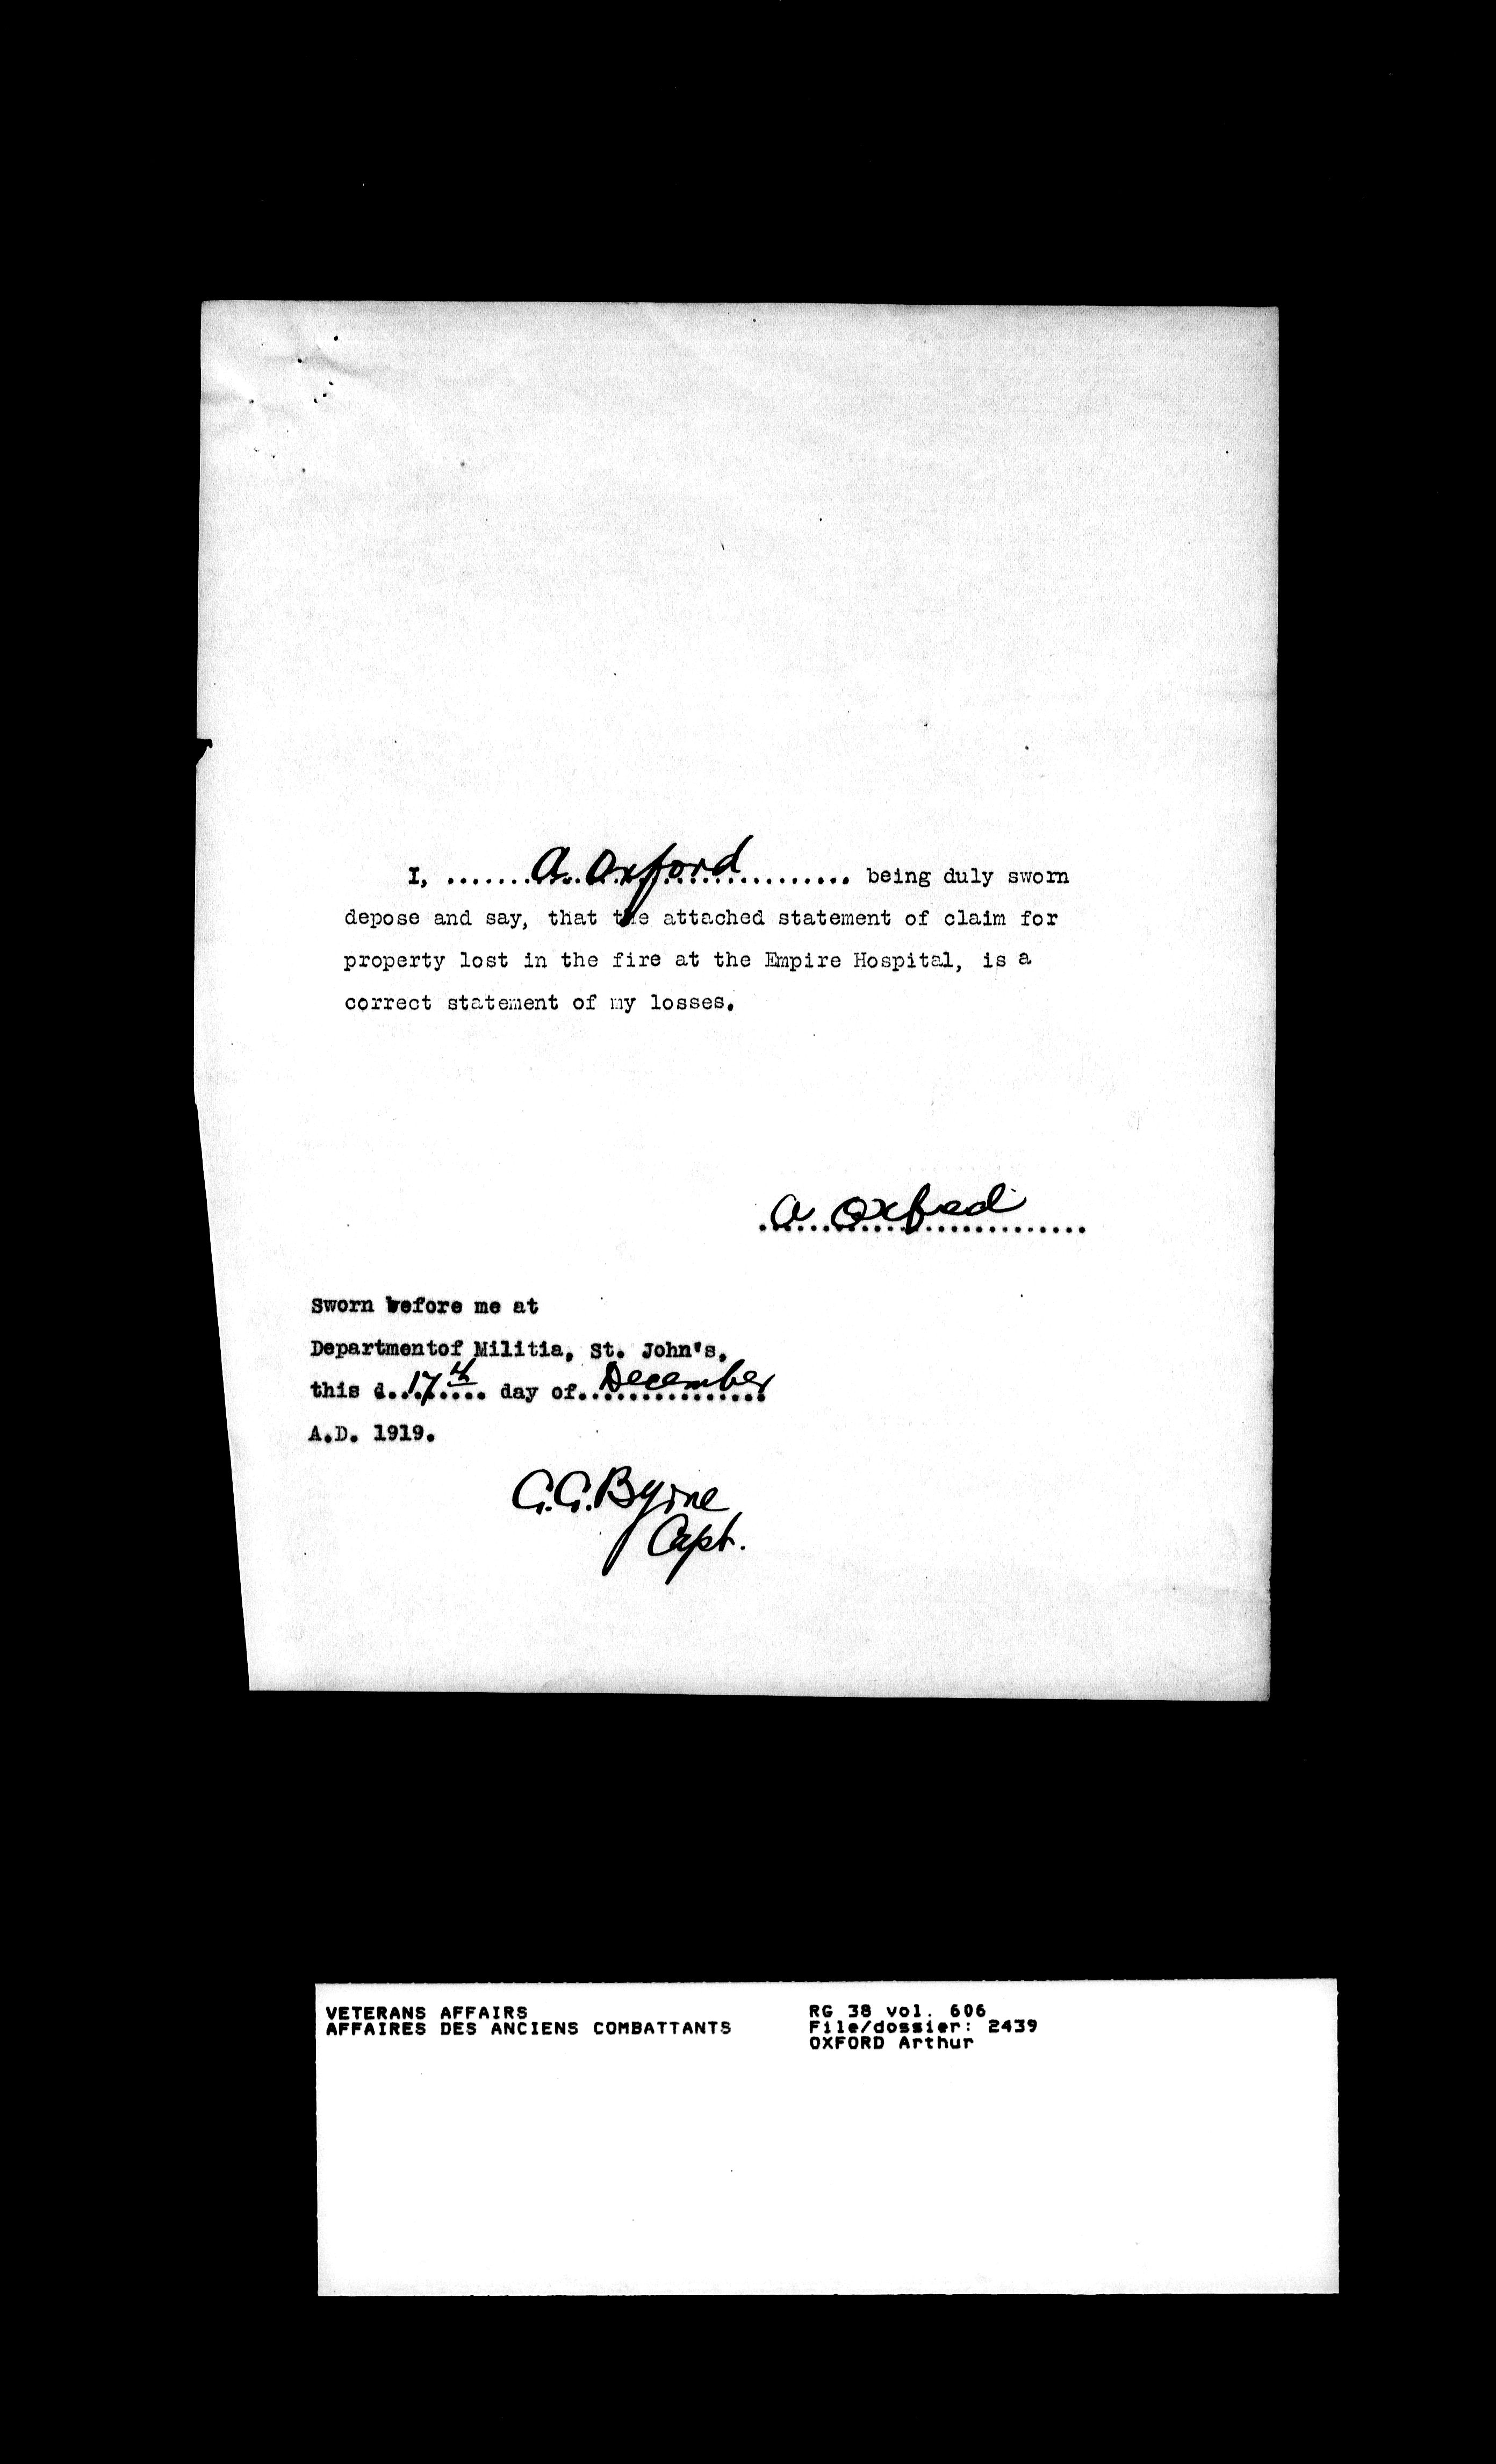 I, ....... A. Oxford ....... being duly sworn
depose and say, that the attached statement of claim for
property lost in the fire at the Empire Hospital, is a
correct statement of my losses.
A Oxford
Sworn before me at
Departmentof Militia, St. John's,
this d...17th... day of. December
A.D. 1919.
C.C. Byrne
Capt.
VETERANS AFFAIRS
AFFAIRES DES ANCIENS COMBATTANTS
RG 38 vol. 606
File/dossier: 2439
OXFORD Arthur